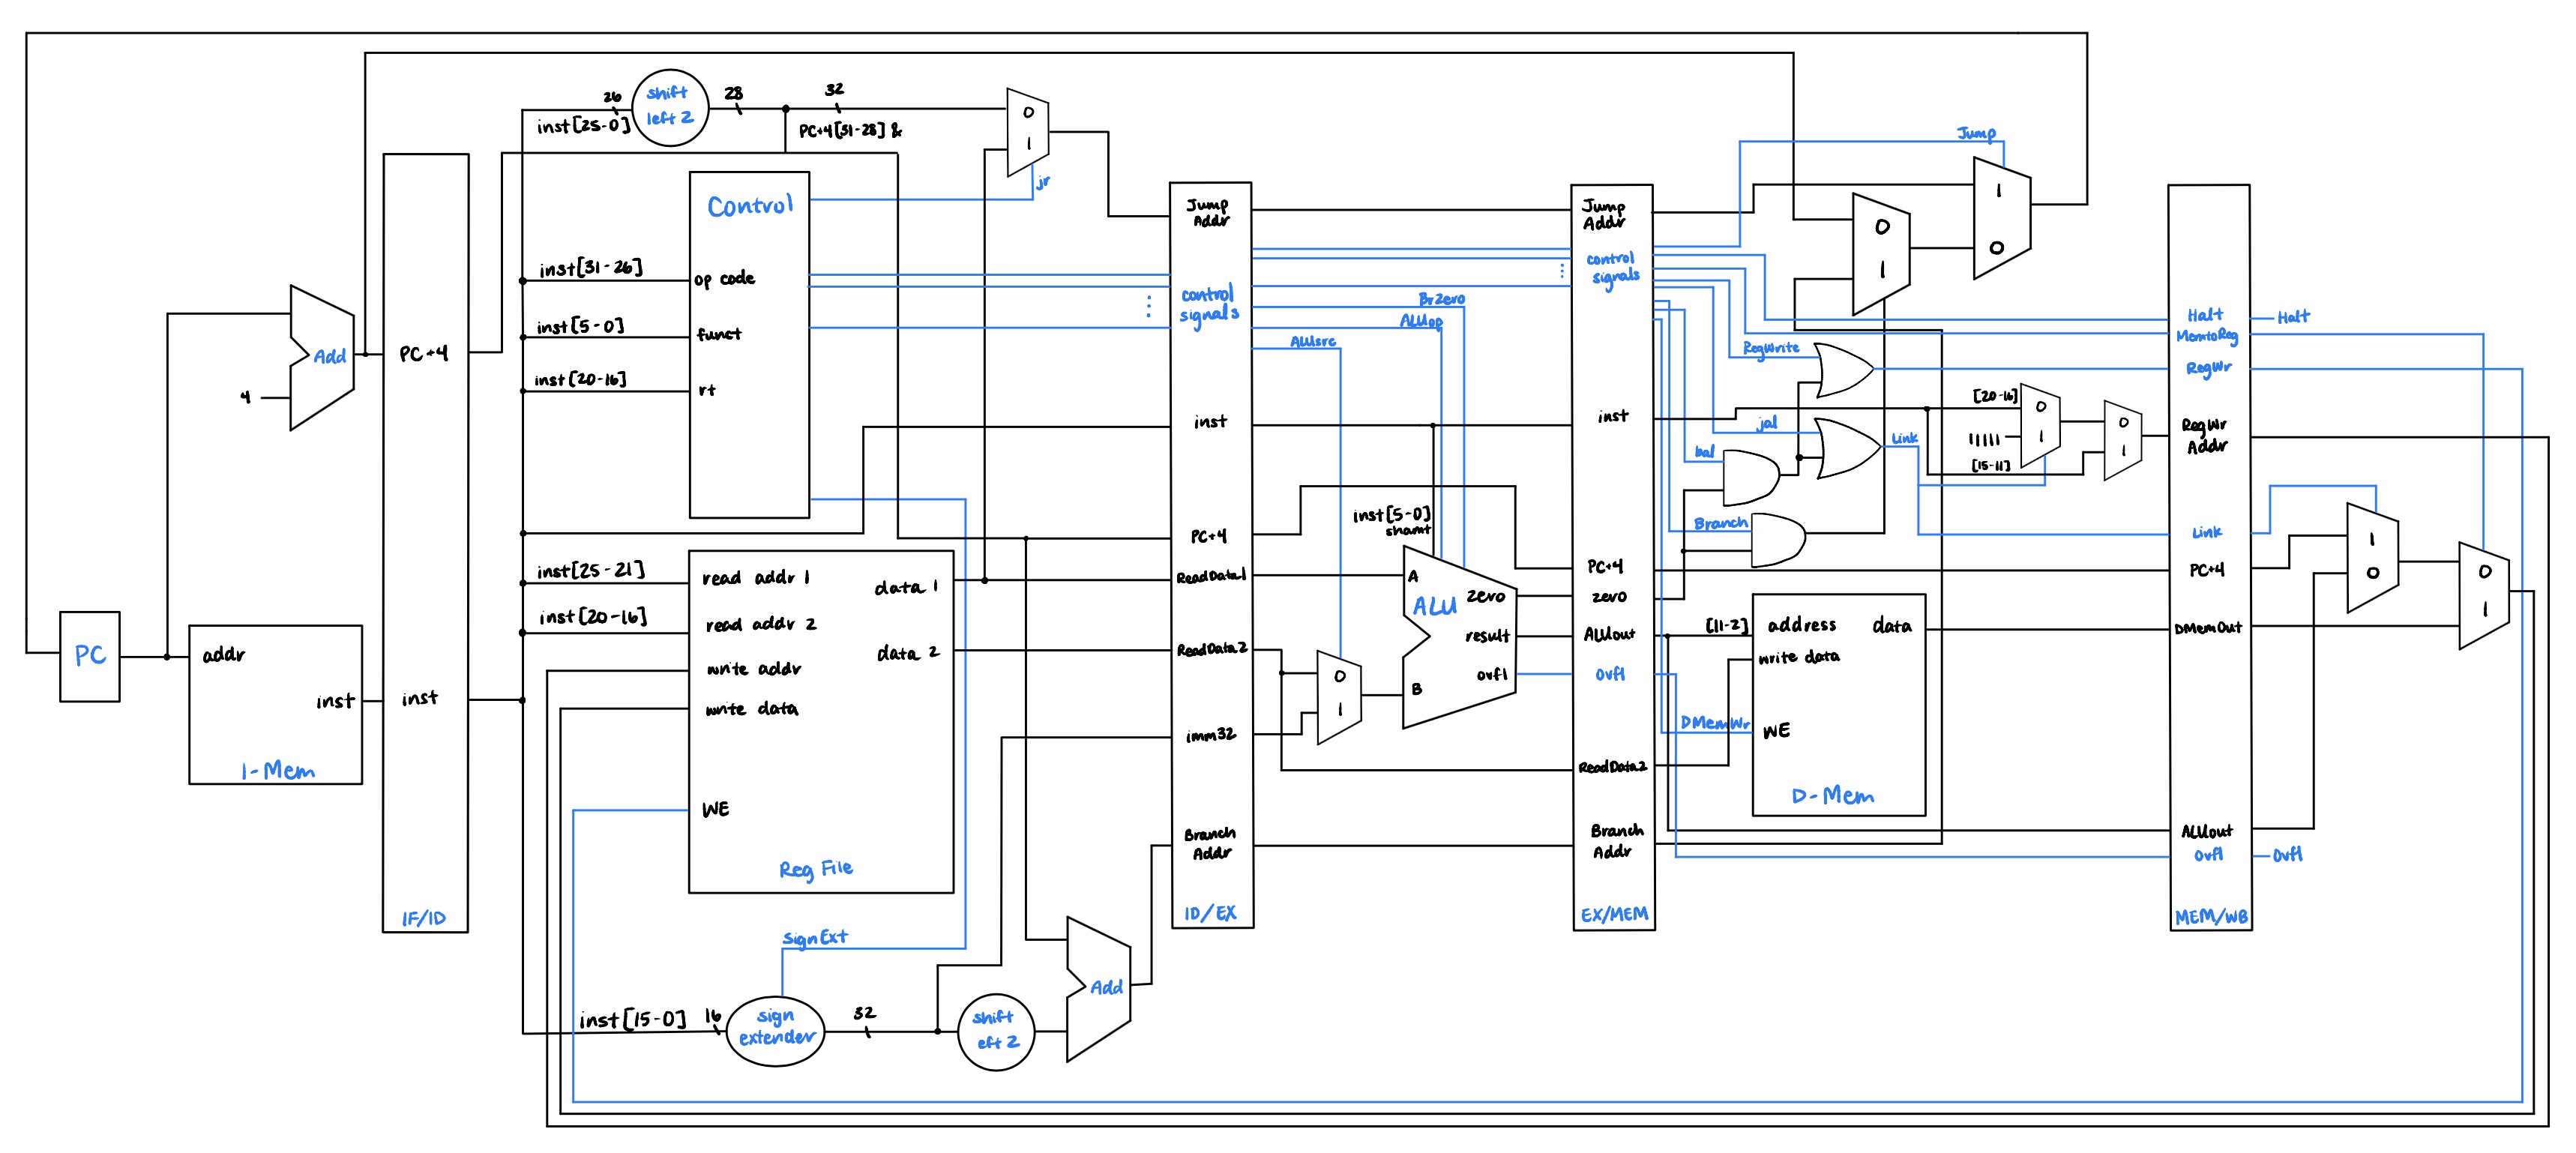 26
shift
left 2
inst[25-0]
28
32
PC+4[31-28] &
0
1
jr
Control
inst[31-26]
op code
inst[5-0]
funct
inst[20-16]
rt
Add
4
PC+4
PC
addr
inst
I-Mem
inst
IF/ID
inst[25-21]
read addr 1
data 1
inst[20-16]
read addr 2
data 2
write addr
write data
WE
Reg File
SignExt
inst[15-0]
16
sign
extender
32
shift
eft 2
Add
Jump
Addr
control
signals
inst
PC+4
ReadData1
ReadData2
imm32
Branch
Addr
ID/EX
BrZero
ALUop
ALUsrc
inst[5-0]
shamt
A
ALU
zero
result
ovfl
B
0
1
Jump
Addr
control
signals
inst
PC+4
zero
ALUout
Ovfl
ReadData2
Branch
Addr
EX/MEM
Jump
1
0
0
1
RegWrite
jal
Link
bal
Branch
[20-16]
0
11111
1
[15-11]
0
1
[11-2]
address
data
write data
DMemWr
WE
D-Mem
Halt
MemtoReg
RegWr
RegWr
Addr
Link
PC+4
DMemOut
ALUout
Ovfl
MEM/WB
Halt
1
0
0
1
Ovfl